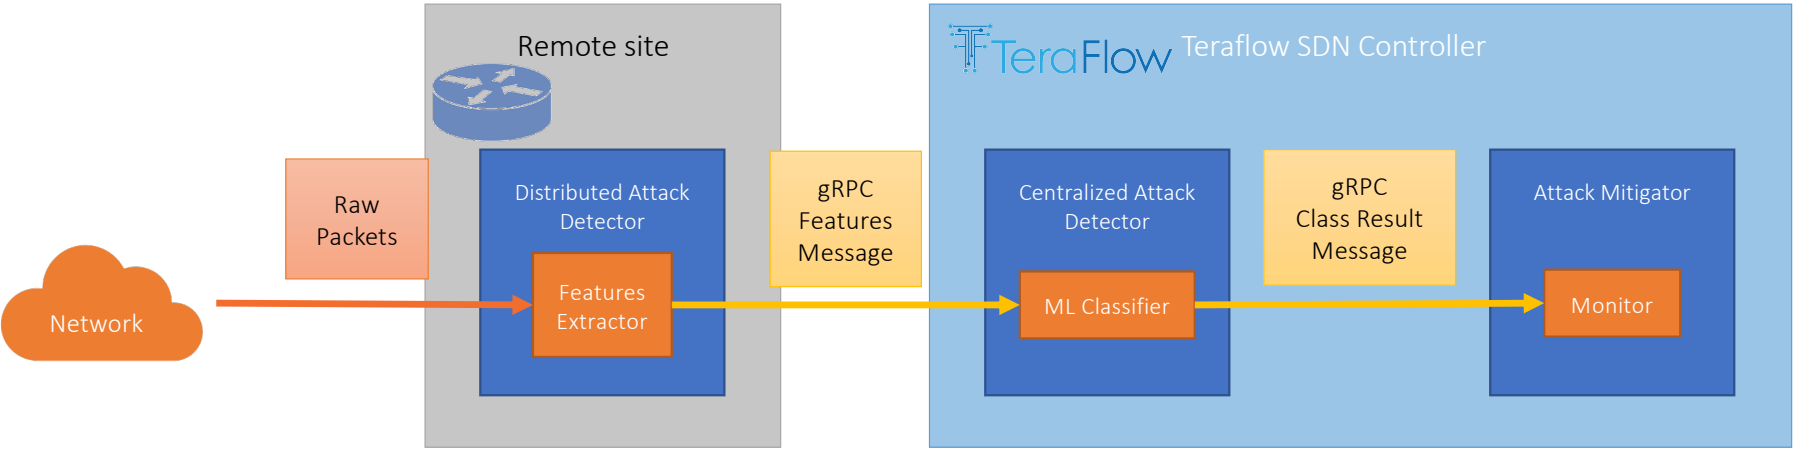 Remote site
TeraFlow
Teraflow SDN Controller
Raw
Packets
Distributed Attack
Detector
gRPC
Features
Message
Centralized Attack
Detector
gRPC
Class Result
Message
Attack Mitigator
Network
Features
Extractor
ML Classifier
Monitor